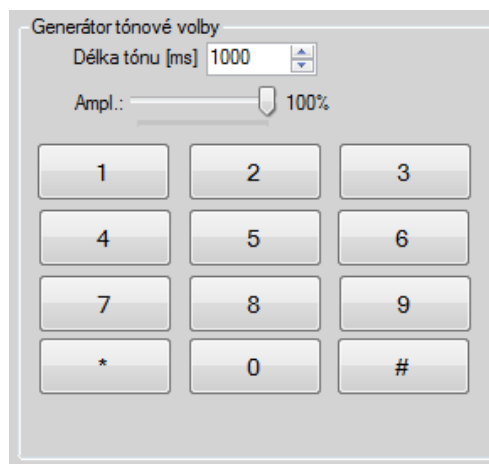 Generátor tónové volby
Délka tónu [ms] 1000
Ampl.: 100%
1 2 3
4 5 6
7 8 9
* 0 #